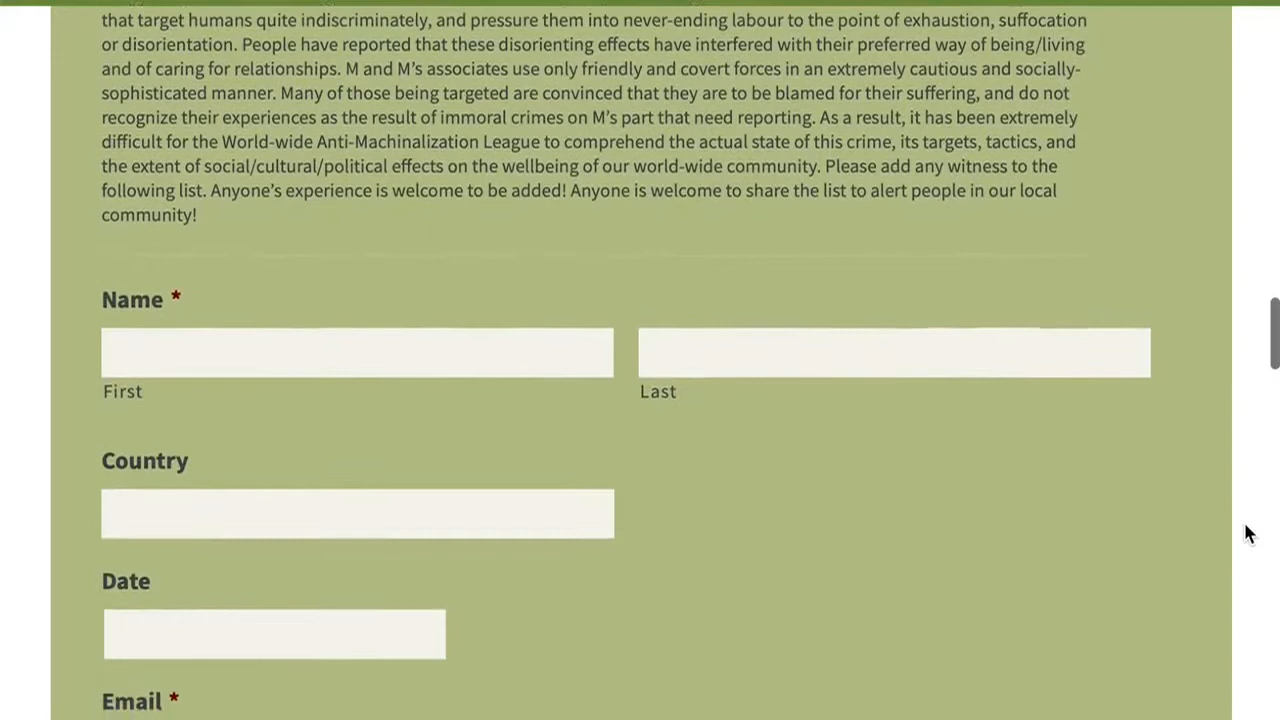 that target humans quite indiscriminately, and pressure them into never-ending labour to the point of exhaustion, suffocation
or disorientation. People have reported that these disorienting effects have interfered with their preferred way of being/living
and of caring for relationships. M and M’s associates use only friendly and covert forces in an extremely cautious and socially-
sophisticated manner. Many of those being targeted are convinced that they are to be blamed for their suffering, and do not
recognize their experiences as the result of immoral crimes on M’s part that need reporting. As a result, it has been extremely
difficult for the World-wide Anti-Machinalization League to comprehend the actual state of this crime, its targets, tactics, and
the extent of social/cultural/political effects on the wellbeing of our world-wide community. Please add any witness to the
following list. Anyone’s experience is welcome to be added! Anyone is welcome to share the list to alert people in our local
community!
Name *
First Last
Country
Date
Email *